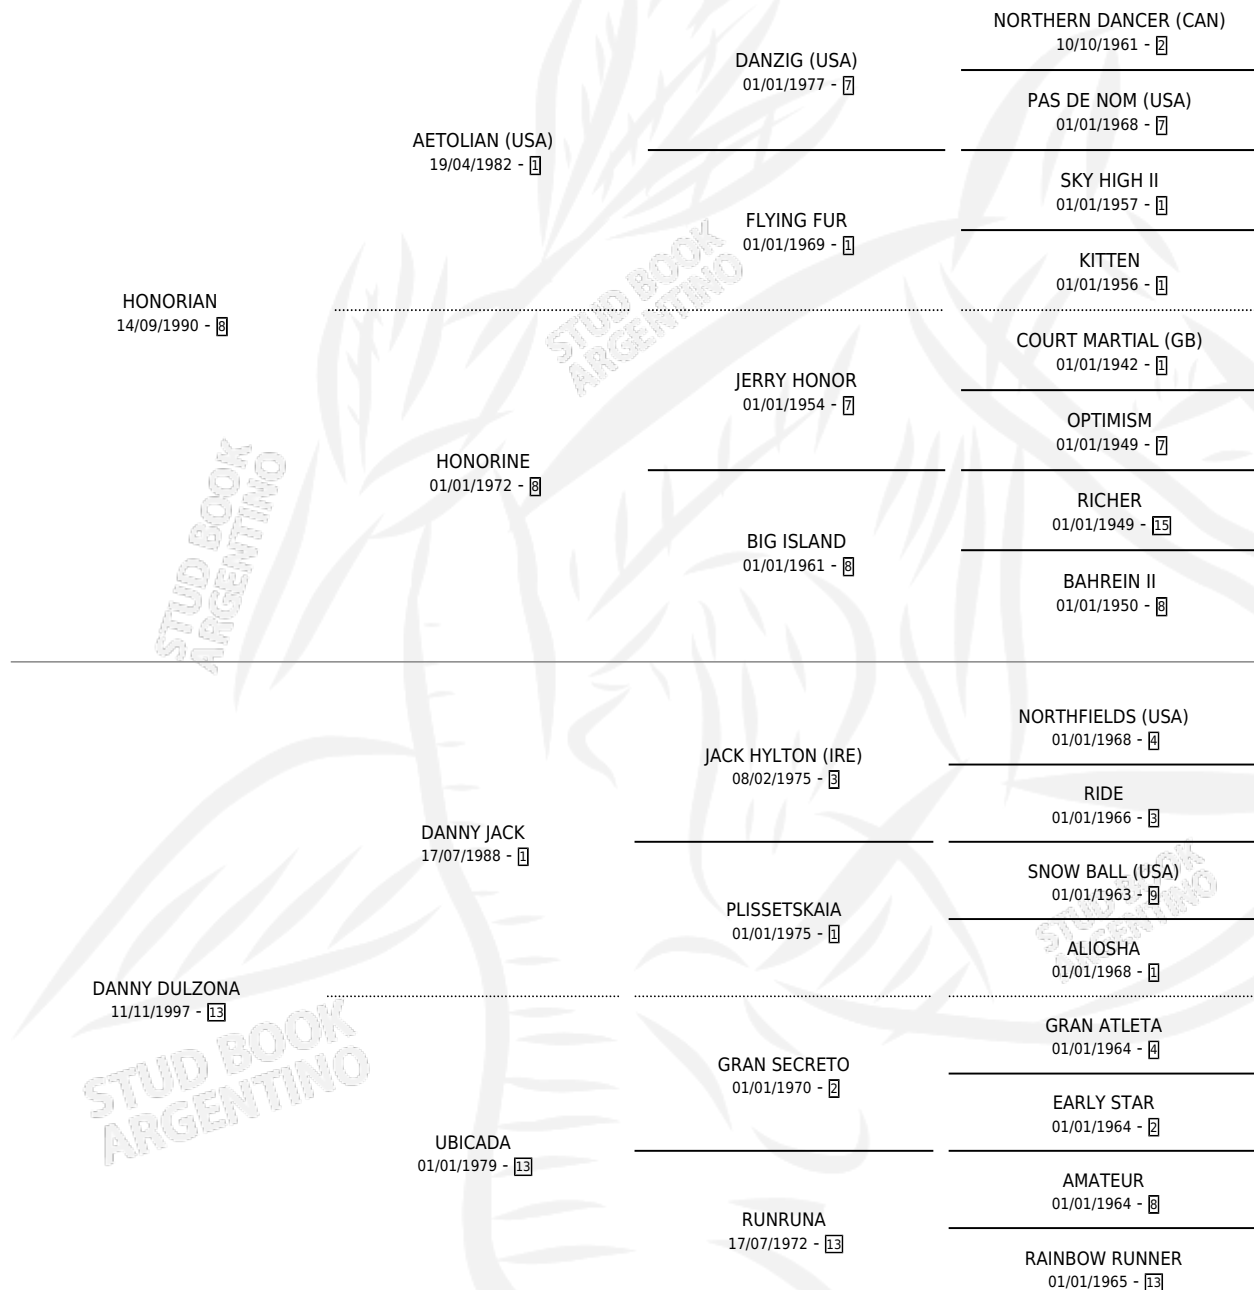 NORTHERN DANCER (CAN)
10/10/1961 - 2
DANZIG (USA)
01/01/1977 - 7
PAS DE NOM (USA)
01/01/1968 - 7
AETOLIAN (USA)
19/04/1982 - 1
SKY HIGH II
01/01/1957 - 1
FLYING FUR
01/01/1969 - 1
KITTEN
01/01/1956 - 1
HONORIAN
14/09/1990 - 8
STUD BOOK
ARGENTINO
COURT MARTIAL (GB)
01/01/1942 - 1
JERRY HONOR
01/01/1954 - 7
OPTIMISM
01/01/1949 - 7
HONORINE
01/01/1972 - 8
RICHER
01/01/1949 - 15
BIG ISLAND
01/01/1961 - 8
BAHREIN II
01/01/1950 - 8
STUD BOOK
ARGENTINO
NORTHFIELDS (USA)
01/01/1968 - 4
JACK HYLTON (IRE)
08/02/1975 - 3
RIDE
01/01/1966 - 3
DANNY JACK
17/07/1988 - 1
SNOW BALL (USA)
01/01/1963 - 9
PLISSETSKAIA
01/01/1975 - 1
ALIOSHA
01/01/1968 - 1
STUD BOOK
ARGENTINO
DANNY DULZONA
11/11/1997 - 13
GRAN ATLETA
01/01/1964 - 4
GRAN SECRETO
01/01/1970 - 2
EARLY STAR
01/01/1964 - 2
STUD BOOK
ARGENTINO
UBICADA
01/01/1979 - 13
AMATEUR
01/01/1964 - 8
RUNRUNA
17/07/1972 - 13
RAINBOW RUNNER
01/01/1965 - 13